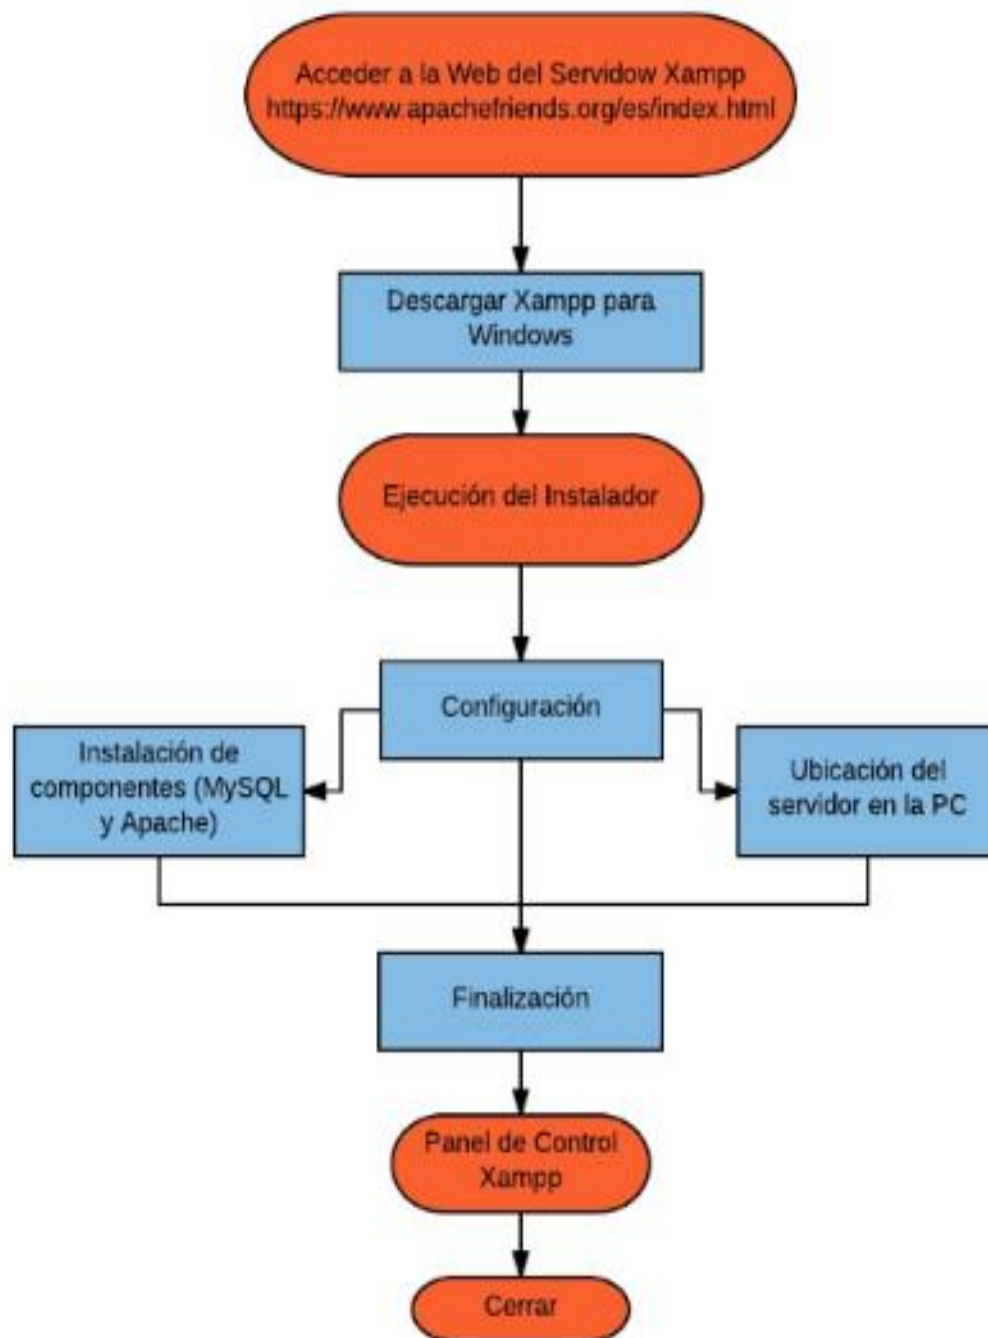 Acceder a la Web del Servidow Xampp
https://www.apachefriends.org/es/index.html
Descargar Xampp para
Windows
Ejecución del Instalador
Configuración
Instalación de
componentes (MySQL
y Apache)
Ubicación del
servidor en la PC
Finalización
Panel de Control
Xampp
Cerrar